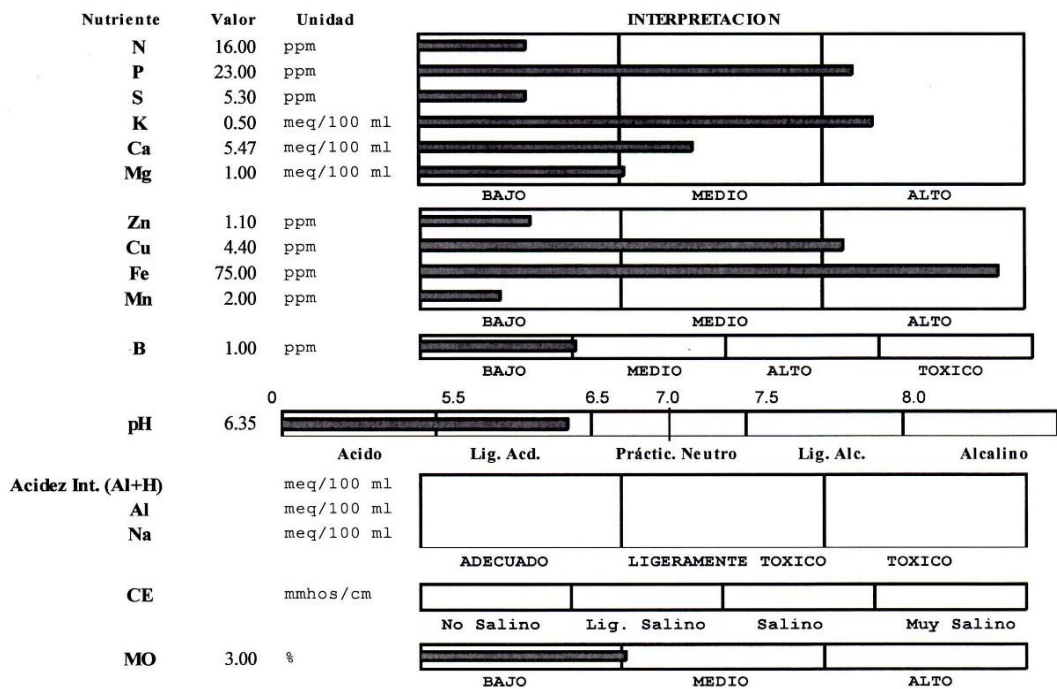 Nutriente Valor Unidad INTERPRETACION
N 16.00 ppm
P 23.00 ppm
S 5.30 ppm
K 0.50 meq/100 ml
Ca 5.47 meq/100 ml
Mg 1.00 meq/100 ml
BAJO MEDIO ALTO
Zn 1.10 ppm
Cu 4.40 ppm
Fe 75.00 ppm
Mn 2.00 ppm
BAJO MEDIO ALTO
B 1.00 ppm
BAJO MEDIO ALTO TOXICO
0 5.5 6.5 7.0 7.5 8.0
pH 6.35
Acido Lig. Acd. Práctic. Neutro Lig. Alc. Alcalino
Acidez Int. (Al+H) meq/100 ml
Al meq/100 ml
Na meq/100 ml
ADECUADO LIGERAMENTE TOXICO TOXICO
CE mmhos/cm
No Salino Lig. Salino Salino Muy Salino
MO 3.00 %
BAJO MEDIO ALTO